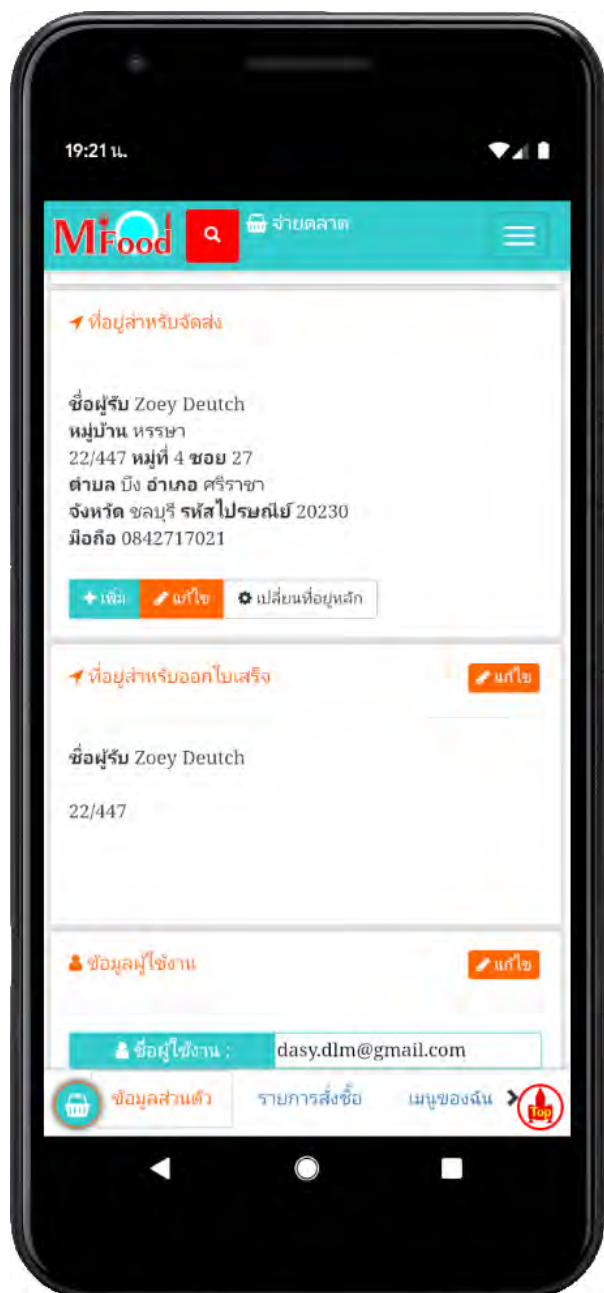 19:21 น.
MiFood
จ่ายตลาด
ที่อยู่สำหรับจัดส่ง
ชื่อผู้รับ Zoey Deutch
หมู่บ้าน หรรษา
22/447 หมู่ที่ 4 ซอย 27
ตำบล บึง อำเภอ ศรีราชา
จังหวัด ชลบุรี รหัสไปรษณีย์ 20230
มือถือ 0842717021
เพิ่ม แก้ไข เปลี่ยนที่อยู่หลัก
ที่อยู่สำหรับออกใบเสร็จ แก้ไข
ชื่อผู้รับ Zoey Deutch
22/447
ข้อมูลผู้ใช้งาน แก้ไข
ชื่อผู้ใช้งาน : dasy.dlm@gmail.com
ข้อมูลส่วนตัว รายการสั่งซื้อ เมนูของฉัน Top